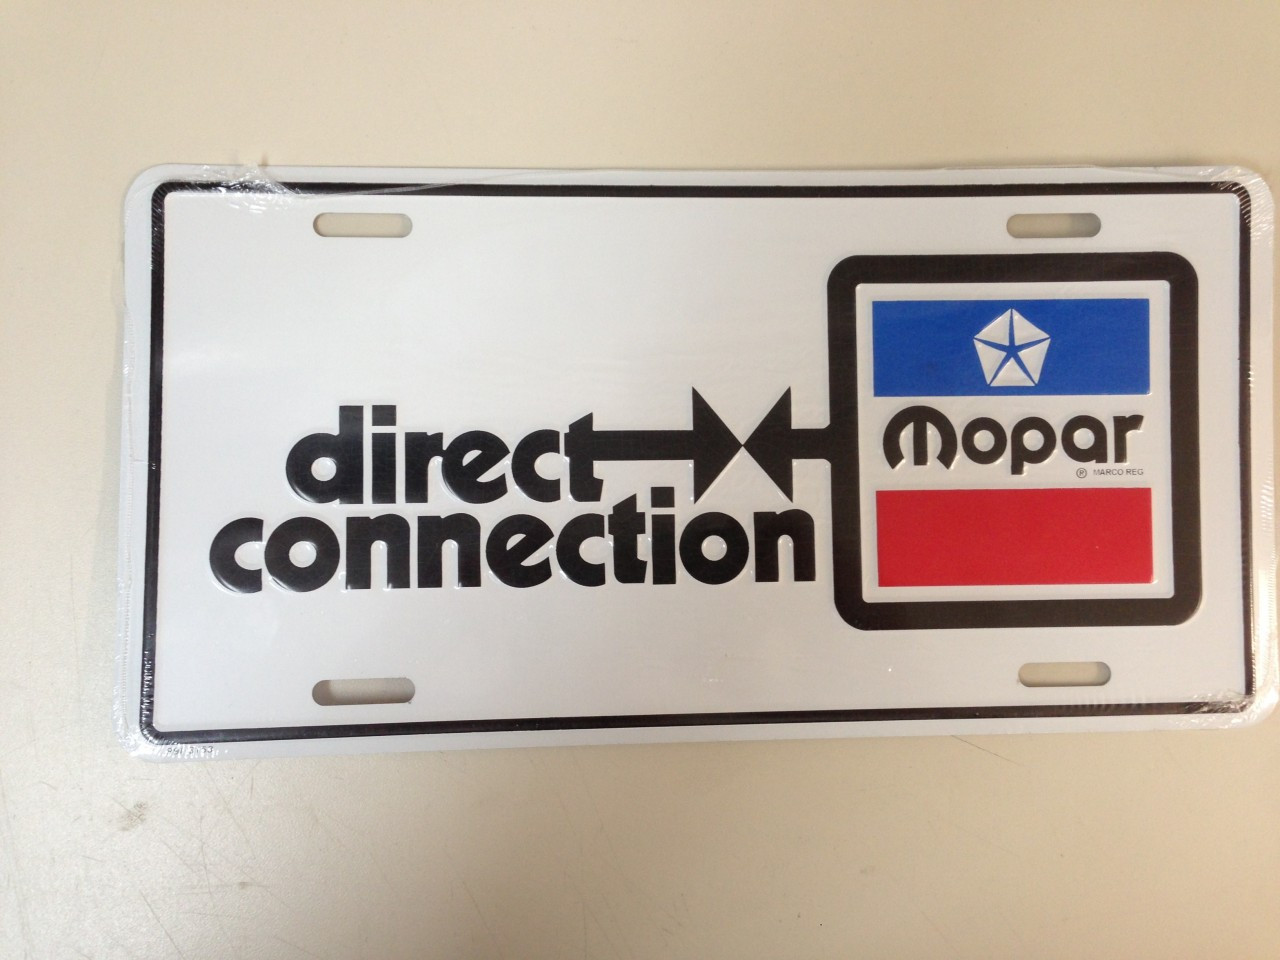 direct
connection
Mopar
® MARCO REG